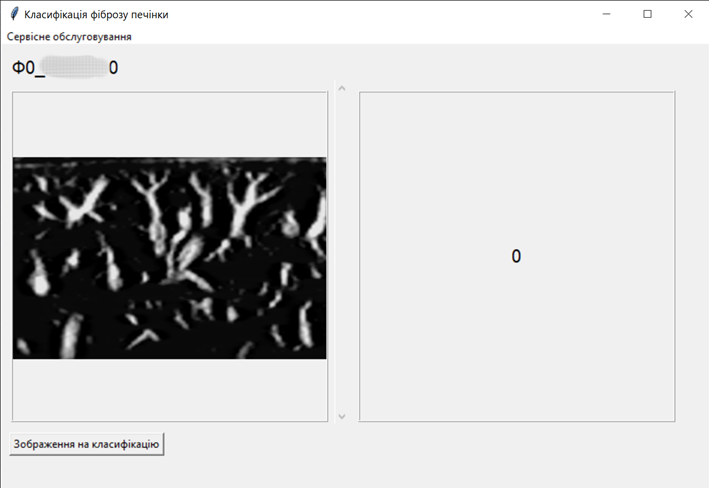 Класифікація фіброзу печінки
Сервісне обслуговування
Ф0_ 0
0
Зображення на класифікацію